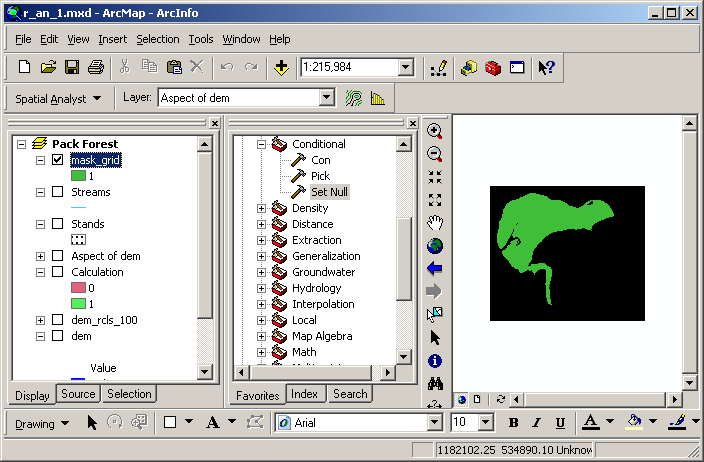 r_an_1.mxd - ArcMap - ArcInfo
File Edit View Insert Selection Tools Window Help
1:215,984
Spatial Analyst Layer: Aspect of dem
Pack Forest
mask_grid
1
Streams
Stands
Aspect of dem
Calculation
0
1
dem_rcls_100
dem
Value
Display Source Selection
Conditional
Con
Pick
Set Null
Density
Distance
Extraction
Generalization
Groundwater
Hydrology
Interpolation
Local
Map Algebra
Math
Favorites Index Search
Drawing A Arial 10 B I U A
1182102.25 534890.10 Unknow